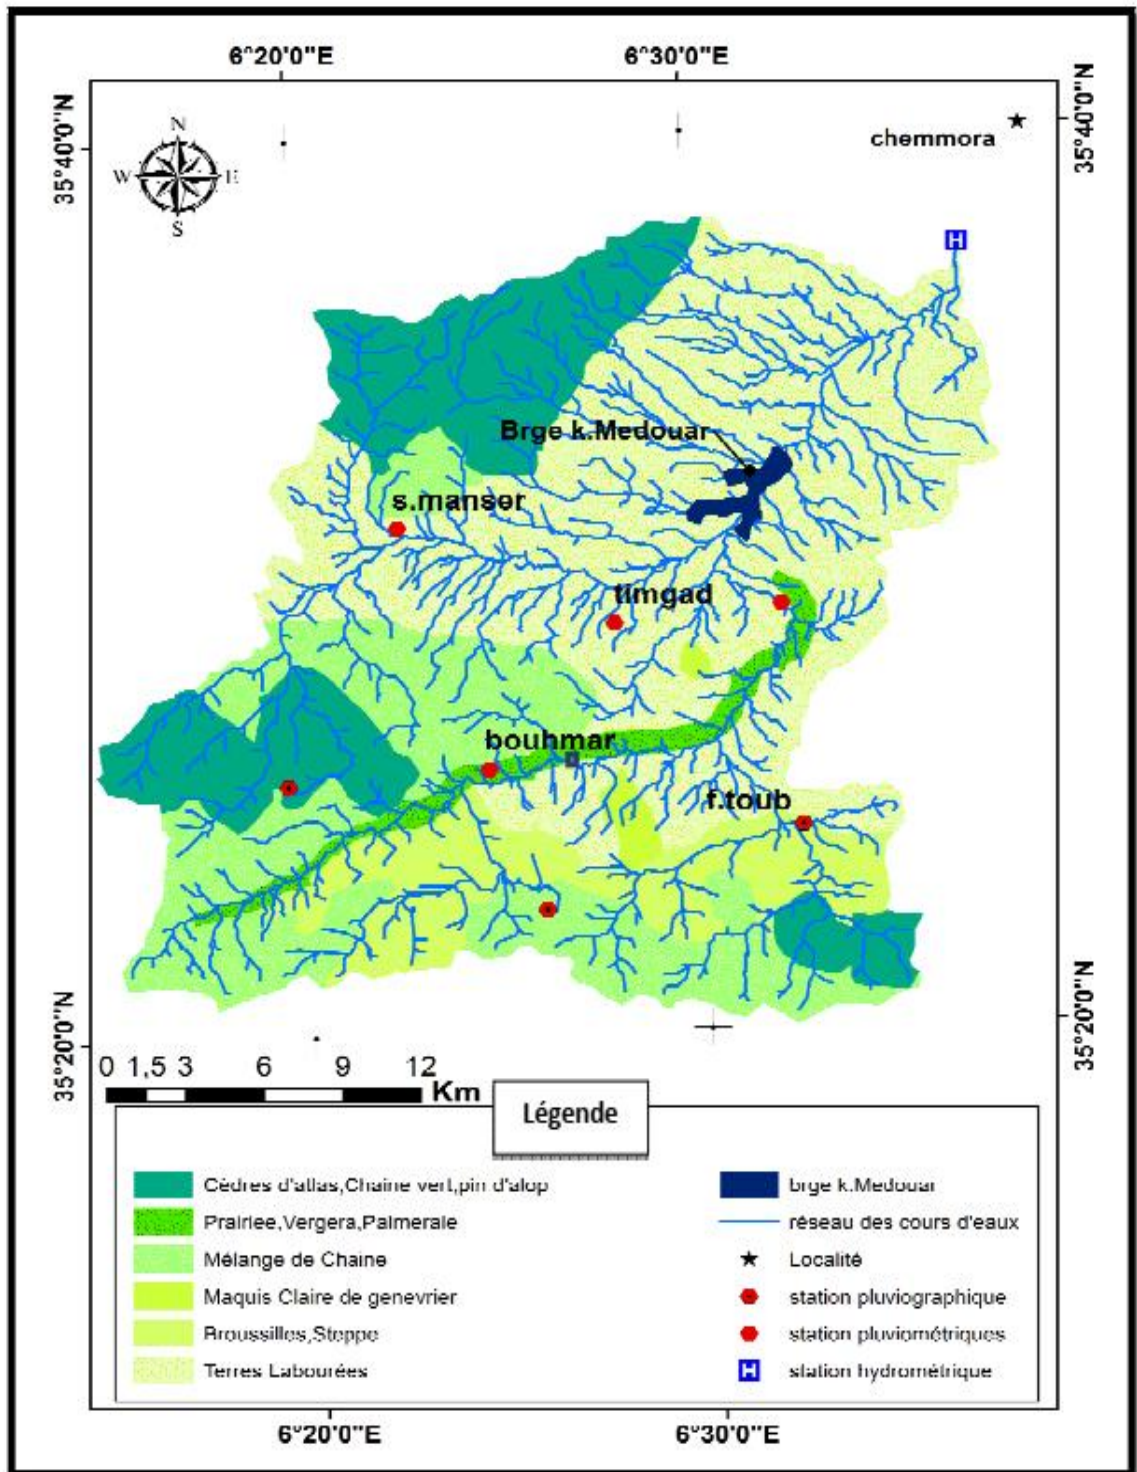 6°20'0"E 6°30'0"E
35°40'0"N
35°40'0"N
N
W E
S
chemmora
H
Brge k.Medouar
s.manser
timgad
bouhmar
f.toub
35°20'0"N
35°20'0"N
0 1,5 3 6 9 12
Km
Légende
Cèdres d'atlas,Chaine vert,pin d'alop
Prairiee,Vergera,Palmeraie
Mélange de Chaine
Maquis Claire de genevrier
Broussilles,Steppe
Terres Labourées
brge k.Medouar
réseau des cours d'eaux
Localité
station pluviographique
station pluviométriques
H station hydrométrique
6°20'0"E 6°30'0"E